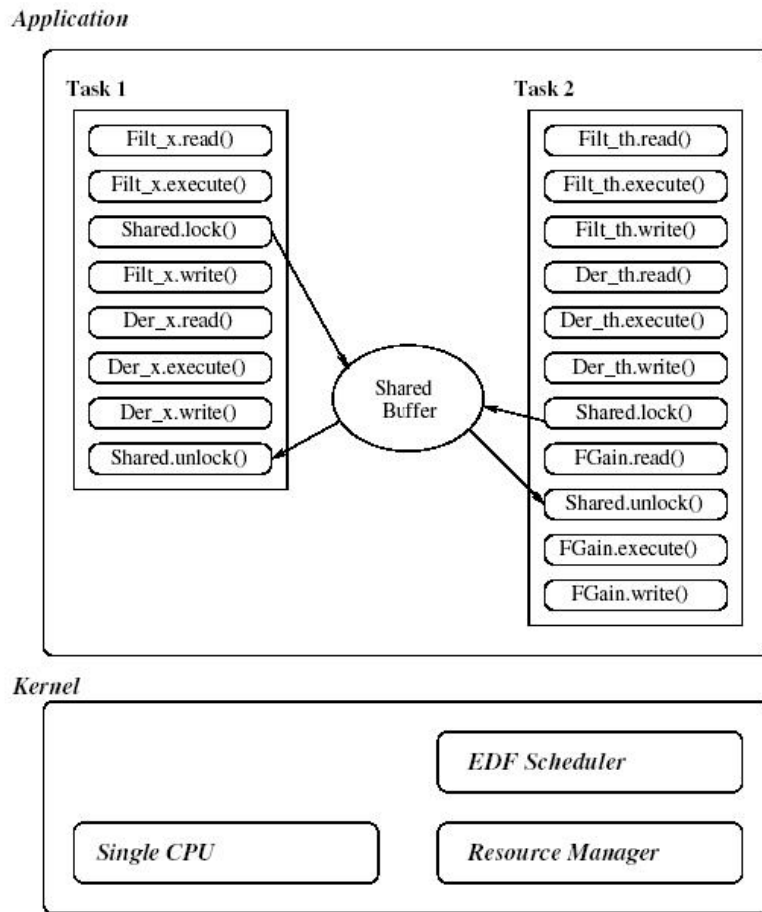 Application
Task 1
Filt_x.read()
Filt_x.execute()
Shared.lock()
Filt_x.write()
Der_x.read()
Der_x.execute()
Der_x.write()
Shared.unlock()
Shared
Buffer
Task 2
Filt_th.read()
Filt_th.execute()
Filt_th.write()
Der_th.read()
Der_th.execute()
Der_th.write()
Shared.lock()
FGain.read()
Shared.unlock()
FGain.execute()
FGain.write()
Kernel
EDF Scheduler
Single CPU
Resource Manager